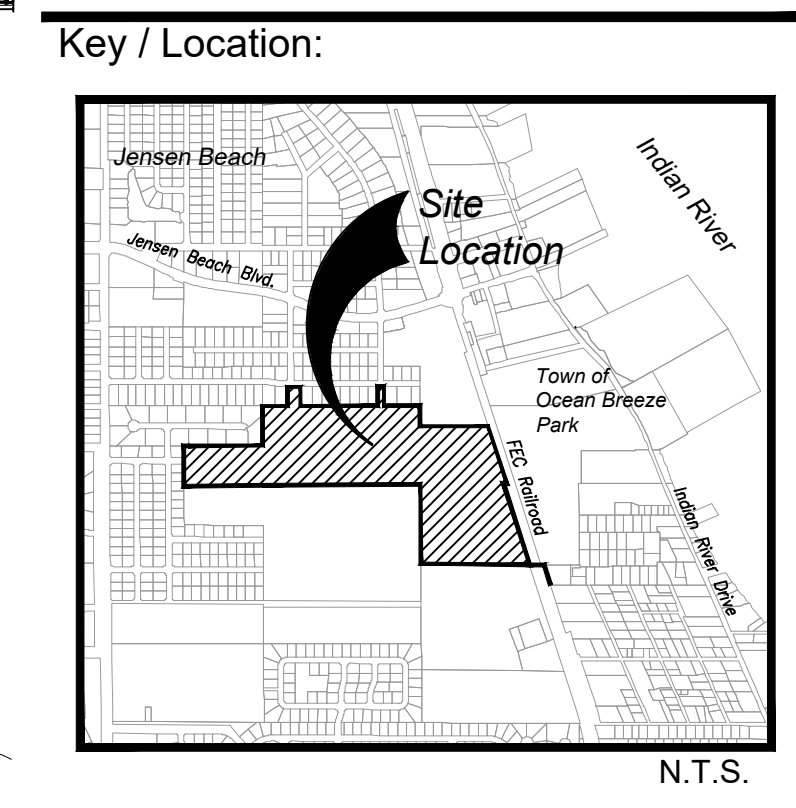 Key / Location:
Jensen Beach
Indian River
Site
Location
Jensen Beach Blvd.
Town of
Ocean Breeze
Park
FEC Railroad
Indian River Drive
N.T.S.